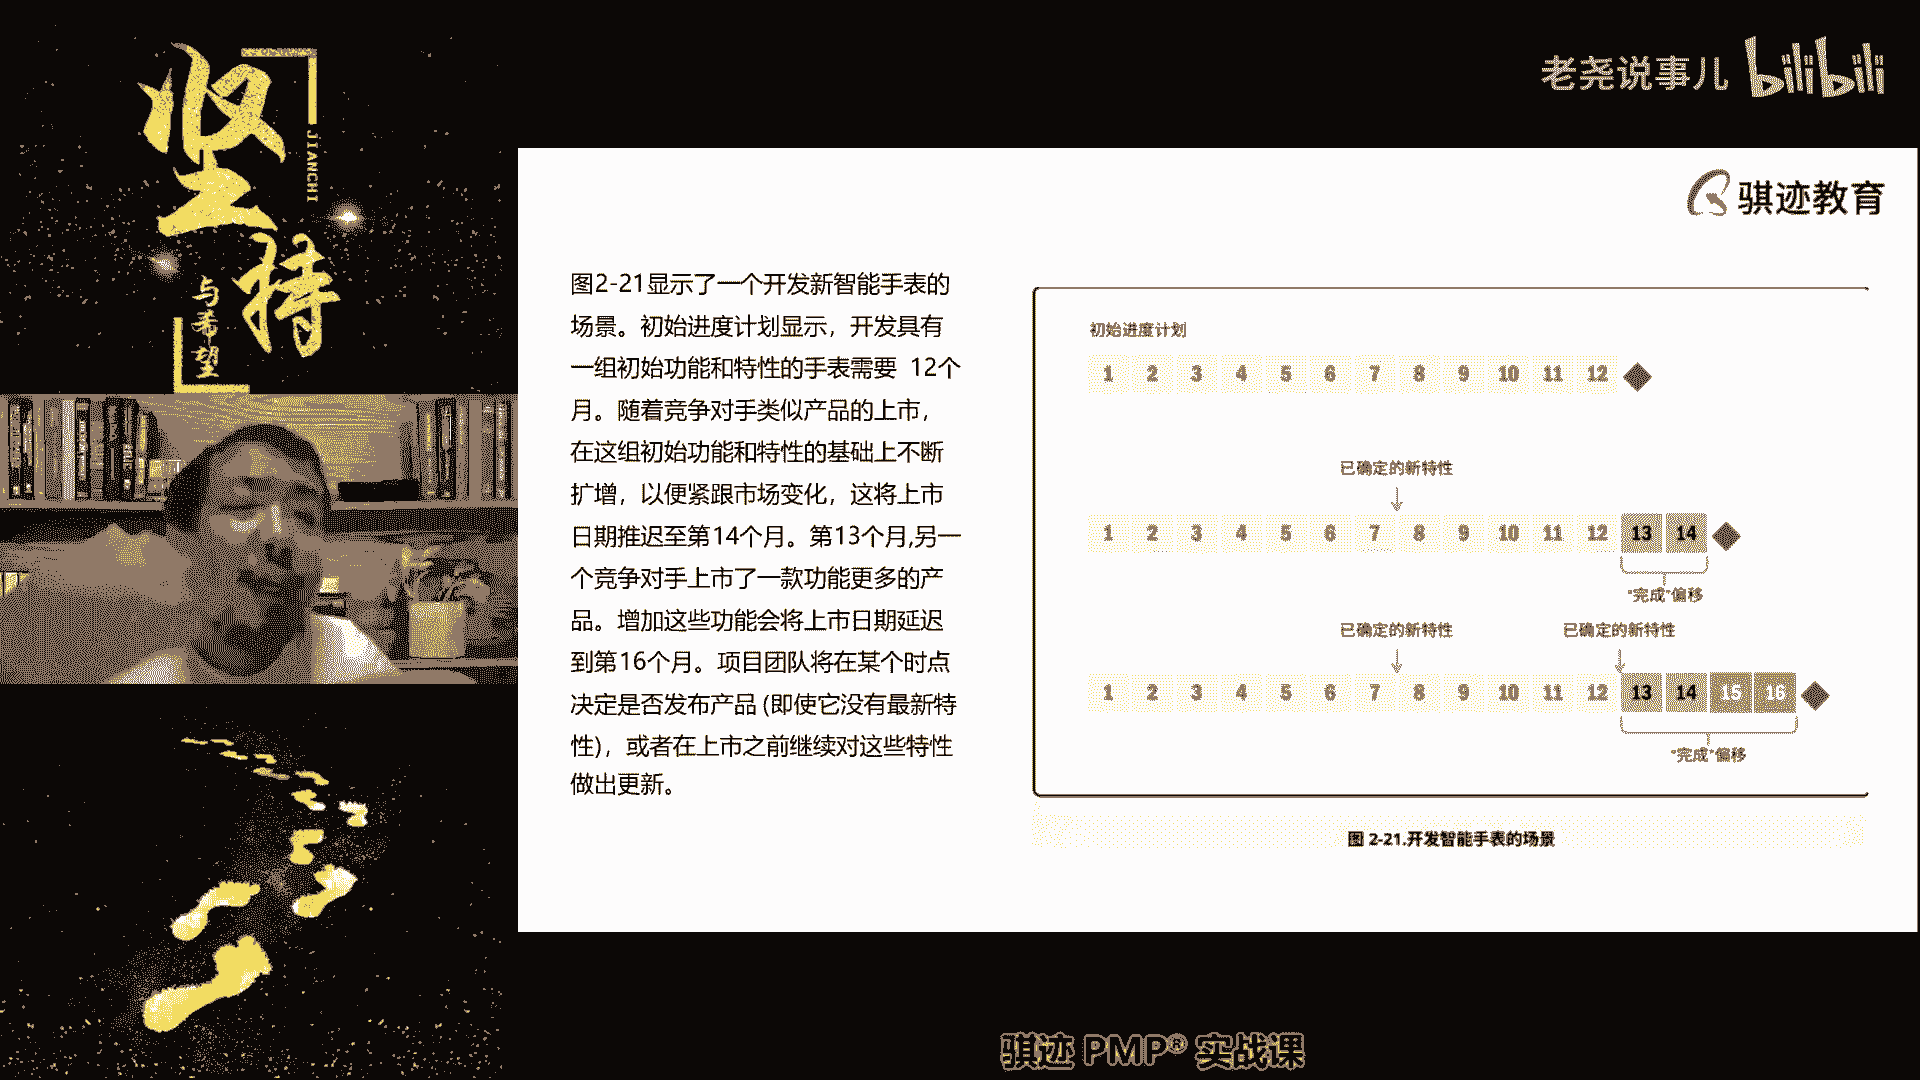 坚持
JIANCHI
与希望
老尧说事儿 bilibili
骐迹教育
图2-21显示了一个开发新智能手表的
场景。初始进度计划显示，开发具有
一组初始功能和特性的手表需要 12个
月。随着竞争对手类似产品的上市，
在这组初始功能和特性的基础上不断
扩增，以便紧跟市场变化，这将上市
日期推迟至第14个月。第13个月,另一
个竞争对手上市了一款功能更多的产
品。增加这些功能会将上市日期延迟
到第16个月。项目团队将在某个时点
决定是否发布产品 (即使它没有最新特
性)，或者在上市之前继续对这些特性
做出更新。
初始进度计划
1 2 3 4 5 6 7 8 9 10 11 12
已确定的新特性
1 2 3 4 5 6 7 8 9 10 11 12 13 14
“完成”偏移
已确定的新特性 已确定的新特性
1 2 3 4 5 6 7 8 9 10 11 12 13 14 15 16
“完成”偏移
图 2-21.开发智能手表的场景
骐迹 PMP® 实战课